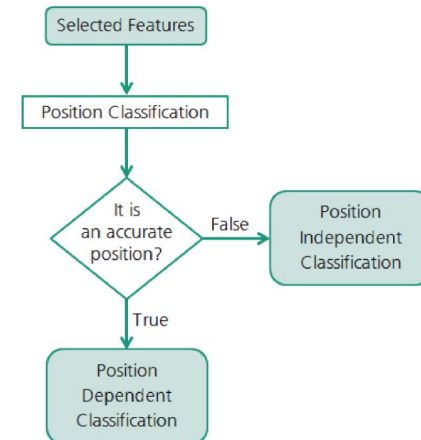 Selected Features
Position Classification
It is
an accurate
position?
False
Position
Independent
Classification
True
Position
Dependent
Classification